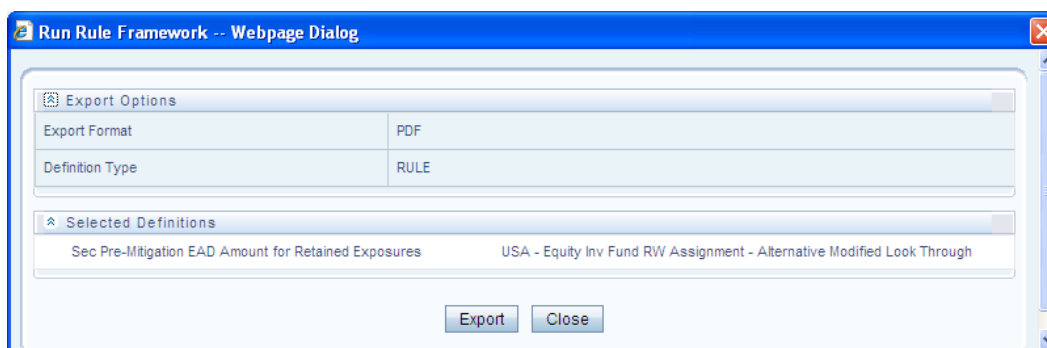 Run Rule Framework -- Webpage Dialog
Export Options
Export Format PDF
Definition Type RULE
Selected Definitions
Sec Pre-Mitigation EAD Amount for Retained Exposures USA - Equity Inv Fund RW Assignment - Alternative Modified Look Through
Export Close